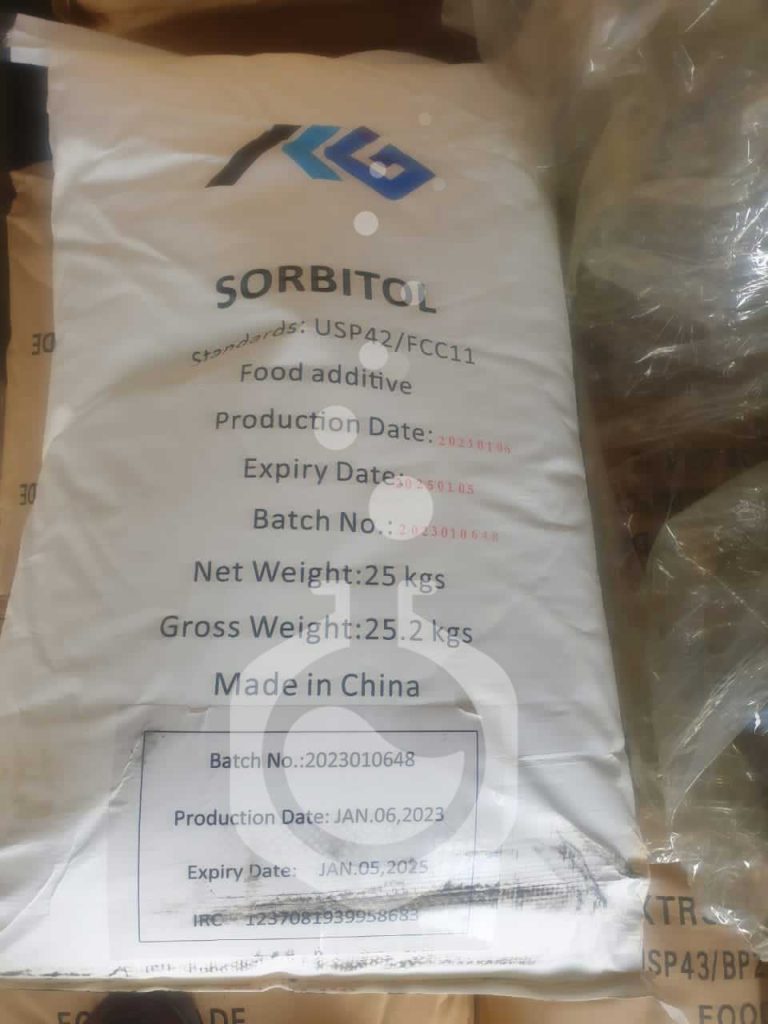 SORBITOL
Standards: USP42/FCC11
Food additive
Production Date: 20230106
Expiry Date: 20250105
Batch No.: 2023010648
Net Weight:25 kgs
Gross Weight:25.2 kgs
Made in China
Batch No.:2023010648
Production Date: JAN.06,2023
Expiry Date: JAN.05,2025
IRC - 1237081939958683
DE
DE